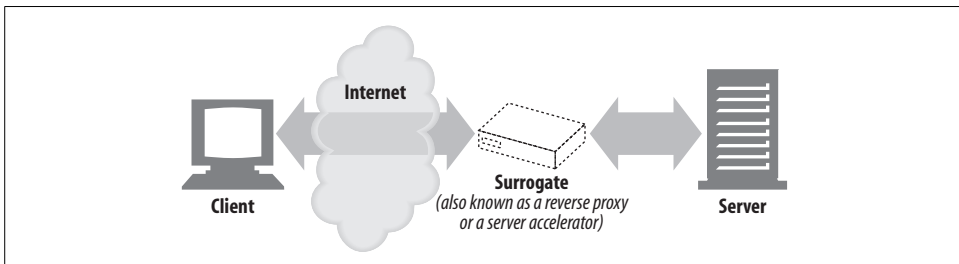 Internet
Client
Surrogate
(also known as a reverse proxy
or a server accelerator)
Server